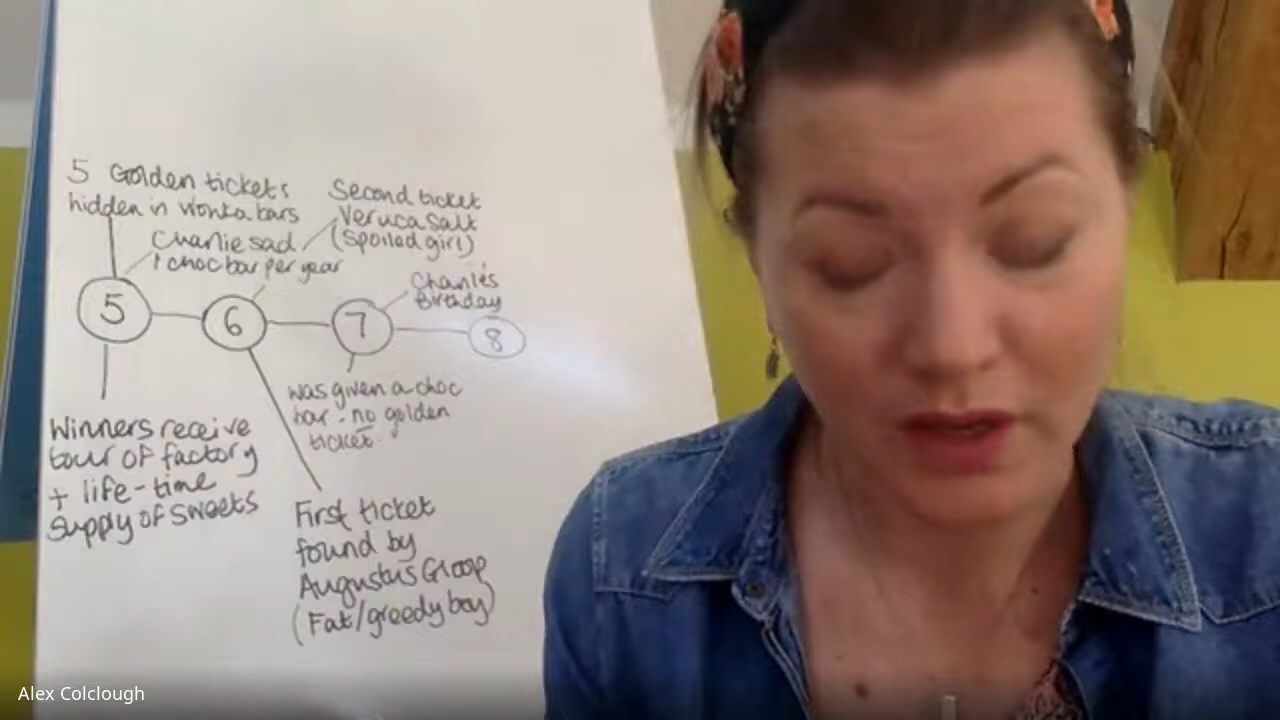 5 Golden tickets
hidden in wonka bars
Charlie sad
1 choc bar per year
Second ticket
Veruca Salt
(Spoiled girl)
Charlie's
Birthday
5
6
7
8
was given a choc
bar - no golden
ticket.
Winners receive
tour of factory
+ life-time
supply of sweets
First ticket
found by
Augustus Gloop
(Fat/greedy boy)
Alex Colclough